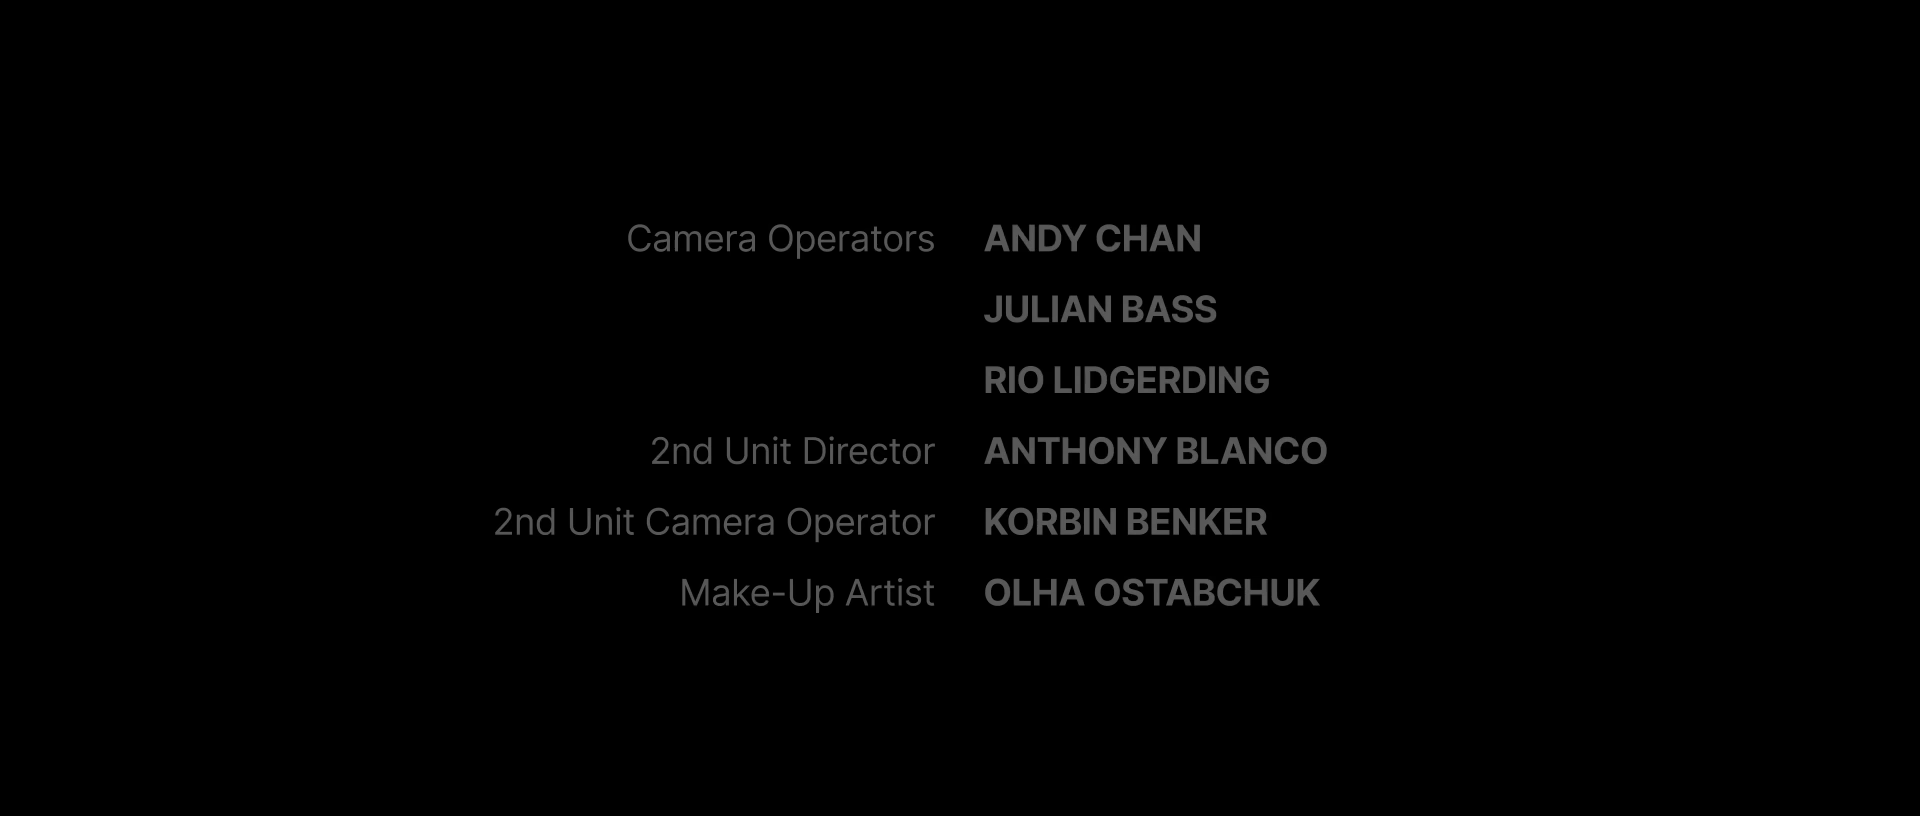 Camera Operators ANDY CHAN
JULIAN BASS
RIO LIDGERDING
2nd Unit Director ANTHONY BLANCO
2nd Unit Camera Operator KORBIN BENKER
Make-Up Artist OLHA OSTABCHUK